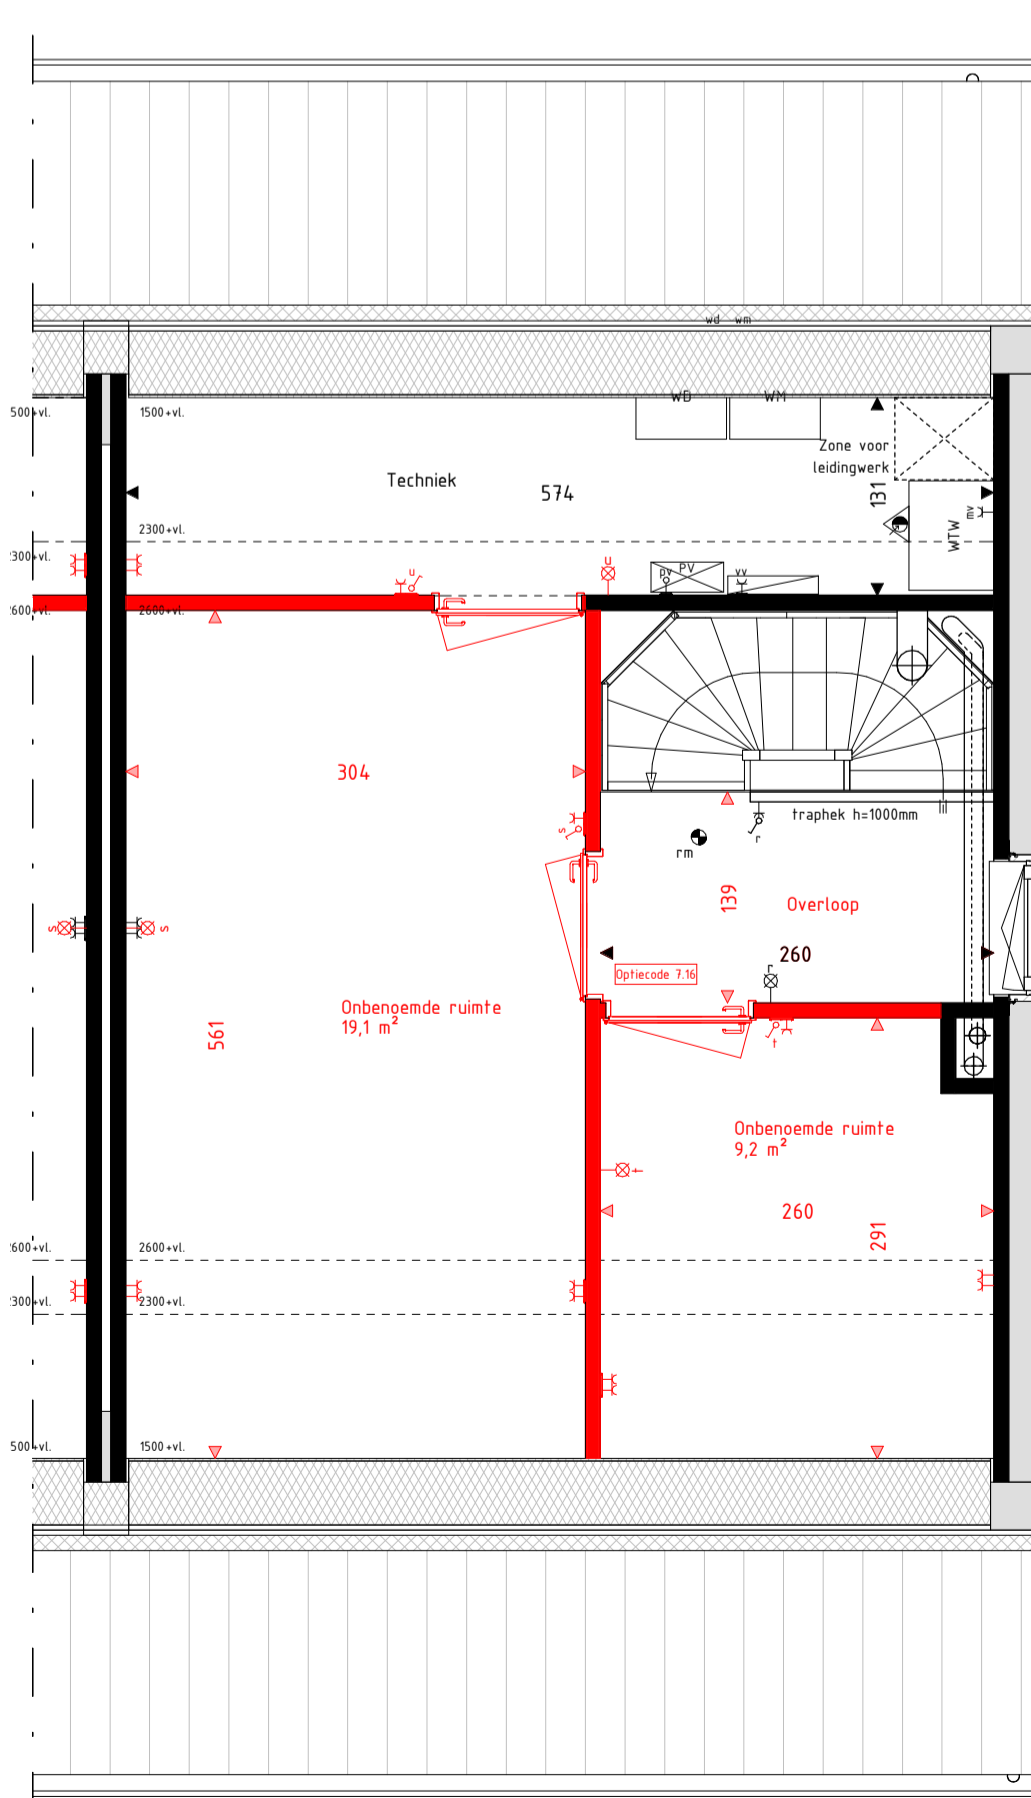 wd wm
WD
WM
500+vl.
1500+vl.
Zone voor
leidingwerk
Techniek
574
131
WTW
mv
2300+vl.
:300+vl.
u
u
pv
PV
vv
2600+vl.
2600+vl.
304
s
traphek h=1000mm
r
rm
139
Overloop
260
r
s
s
Optiecode 7.16
Onbenoemde ruimte
19,1 m²
561
t
Onbenoemde ruimte
9,2 m²
t
260
291
2600+vl.
2600+vl.
2300+vl.
2300+vl.
500+vl.
1500+vl.